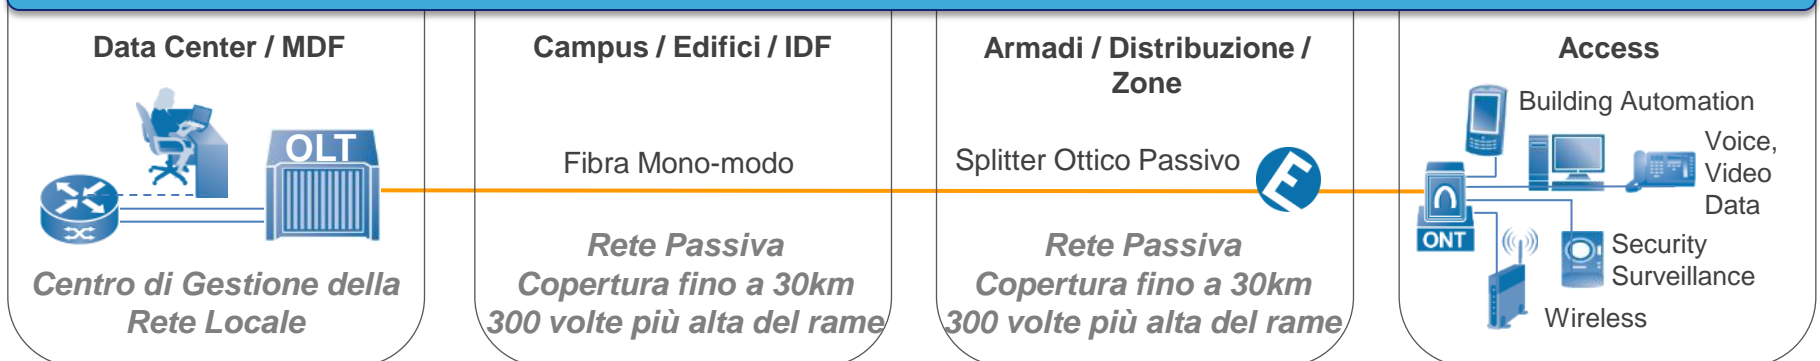 Data Center / MDF
OLT
Centro di Gestione della
Rete Locale
Campus / Edifici / IDF
Fibra Mono-modo
Rete Passiva
Copertura fino a 30km
300 volte più alta del rame
Armadi / Distribuzione /
Zone
Splitter Ottico Passivo
Rete Passiva
Copertura fino a 30km
300 volte più alta del rame
Access
Building Automation
Voice,
Video
Data
ONT
Security
Surveillance
Wireless